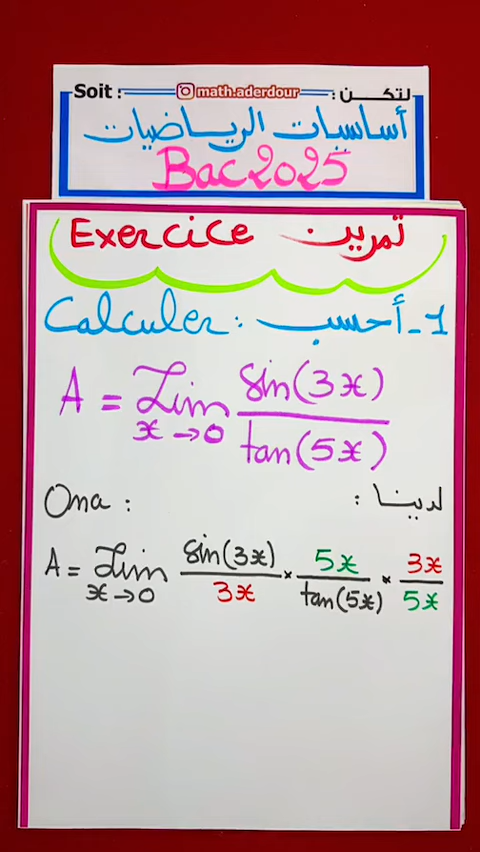 Soit : math.aderdour لتكن :
أساسيات الرياضيات
Bac2025
Exercice تمرين
Calculer : 1-أحسب
A = Lim x→0 sin(3x)/tan(5x)
Ona : لدينا :
A = Lim x→0 sin(3x)/3x × 5x/tan(5x) × 3x/5x